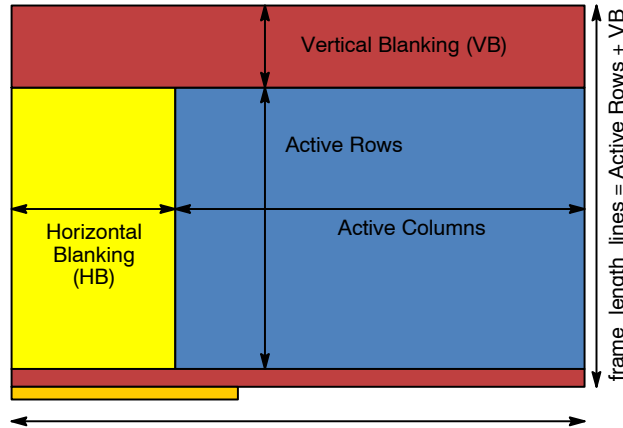 Vertical Blanking (VB)
Active Rows
Active Columns
Horizontal
Blanking
(HB)
frame_length_lines = Active Rows + VB